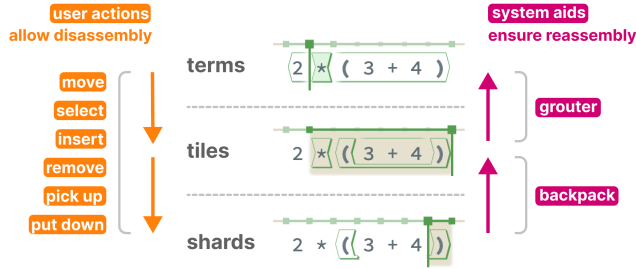 user actions
allow disassembly
system aids
ensure reassembly
terms
2 * ( 3 + 4 )
move
select
insert
remove
pick up
put down
grouter
tiles
2 * ( 3 + 4 )
backpack
shards
2 * ( 3 + 4 )